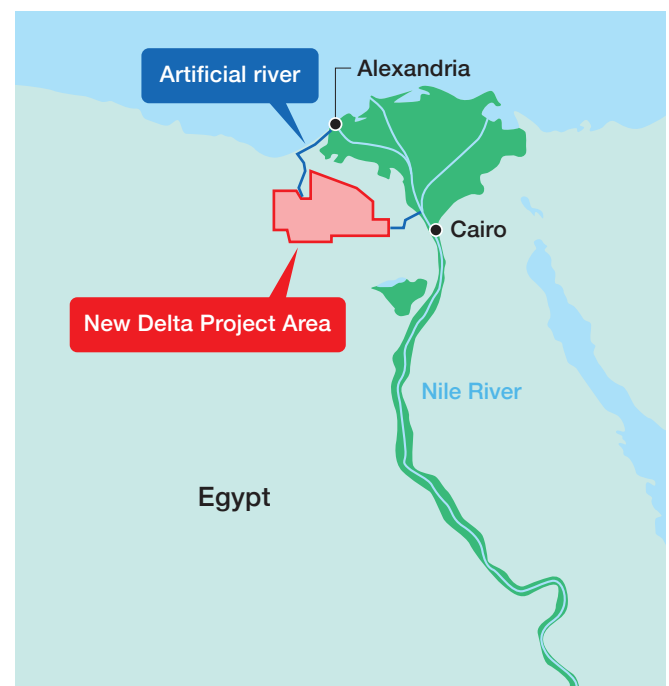 Artificial river
Alexandria
Cairo
New Delta Project Area
Nile River
Egypt